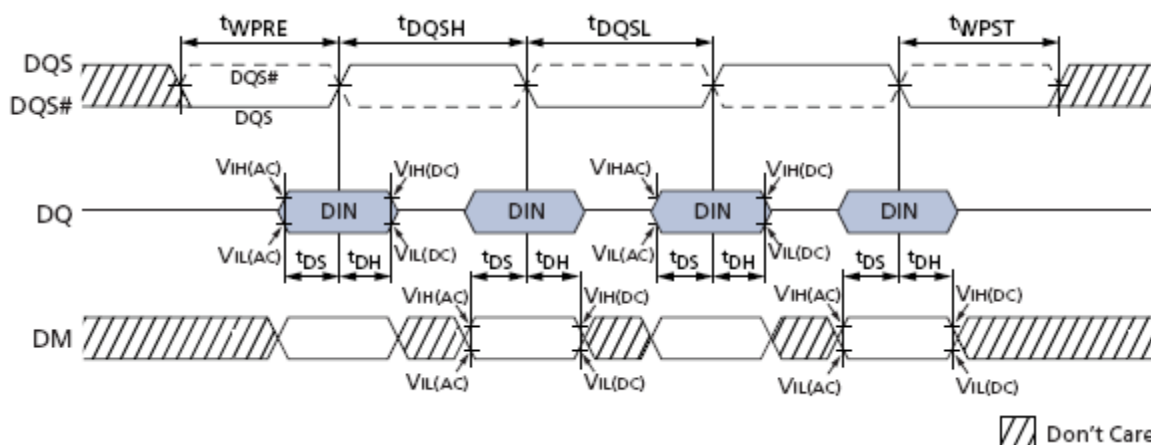 tWPRE tDQSH tDQSL tWPST
DQS
DQS#
DQS#
DQS
VIH(AC) VIH(DC) VIHAC) VIH(DC)
DQ DIN DIN DIN DIN
VIL(AC) VIL(DC) VIL(AC) VIL(DC)
tDS tDH tDS tDH tDS tDH tDS tDH
VIH(AC) VIH(DC) VIH(AC) VIH(DC)
DM
VIL(AC) VIL(DC) VIL(AC) VIL(DC)
Don't Care